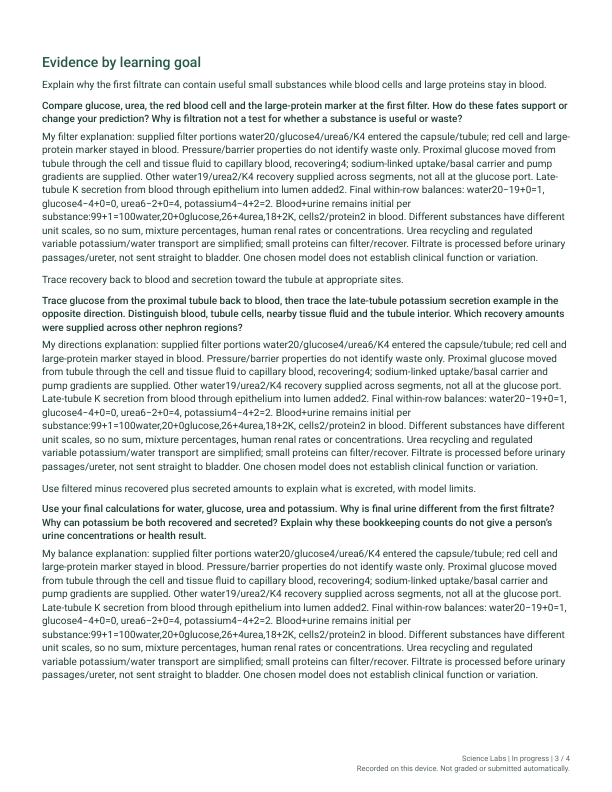 Evidence by learning goal
Explain why the first filtrate can contain useful small substances while blood cells and large proteins stay in blood.
Compare glucose, urea, the red blood cell and the large-protein marker at the first filter. How do these fates support or
change your prediction? Why is filtration not a test for whether a substance is useful or waste?
My filter explanation: supplied filter portions water20/glucose4/urea6/K4 entered the capsule/tubule; red cell and large-
protein marker stayed in blood. Pressure/barrier properties do not identify waste only. Proximal glucose moved from
tubule through the cell and tissue fluid to capillary blood, recovering4; sodium-linked uptake/basal carrier and pump
gradients are supplied. Other water19/urea2/K4 recovery supplied across segments, not all at the glucose port. Late-
tubule K secretion from blood through epithelium into lumen added2. Final within-row balances: water20−19+0=1,
glucose4−4+0=0, urea6−2+0=4, potassium4−4+2=2. Blood+urine remains initial per
substance:99+1=100water,20+0glucose,26+4urea,18+2K, cells2/protein2 in blood. Different substances have different
unit scales, so no sum, mixture percentages, human renal rates or concentrations. Urea recycling and regulated
variable potassium/water transport are simplified; small proteins can filter/recover. Filtrate is processed before urinary
passages/ureter, not sent straight to bladder. One chosen model does not establish clinical function or variation.
Trace recovery back to blood and secretion toward the tubule at appropriate sites.
Trace glucose from the proximal tubule back to blood, then trace the late-tubule potassium secretion example in the
opposite direction. Distinguish blood, tubule cells, nearby tissue fluid and the tubule interior. Which recovery amounts
were supplied across other nephron regions?
My directions explanation: supplied filter portions water20/glucose4/urea6/K4 entered the capsule/tubule; red cell and
large-protein marker stayed in blood. Pressure/barrier properties do not identify waste only. Proximal glucose moved
from tubule through the cell and tissue fluid to capillary blood, recovering4; sodium-linked uptake/basal carrier and
pump gradients are supplied. Other water19/urea2/K4 recovery supplied across segments, not all at the glucose port.
Late-tubule K secretion from blood through epithelium into lumen added2. Final within-row balances: water20−19+0=1,
glucose4−4+0=0, urea6−2+0=4, potassium4−4+2=2. Blood+urine remains initial per
substance:99+1=100water,20+0glucose,26+4urea,18+2K, cells2/protein2 in blood. Different substances have different
unit scales, so no sum, mixture percentages, human renal rates or concentrations. Urea recycling and regulated
variable potassium/water transport are simplified; small proteins can filter/recover. Filtrate is processed before urinary
passages/ureter, not sent straight to bladder. One chosen model does not establish clinical function or variation.
Use filtered minus recovered plus secreted amounts to explain what is excreted, with model limits.
Use your final calculations for water, glucose, urea and potassium. Why is final urine different from the first filtrate?
Why can potassium be both recovered and secreted? Explain why these bookkeeping counts do not give a person's
urine concentrations or health result.
My balance explanation: supplied filter portions water20/glucose4/urea6/K4 entered the capsule/tubule; red cell and
large-protein marker stayed in blood. Pressure/barrier properties do not identify waste only. Proximal glucose moved
from tubule through the cell and tissue fluid to capillary blood, recovering4; sodium-linked uptake/basal carrier and
pump gradients are supplied. Other water19/urea2/K4 recovery supplied across segments, not all at the glucose port.
Late-tubule K secretion from blood through epithelium into lumen added2. Final within-row balances: water20−19+0=1,
glucose4−4+0=0, urea6−2+0=4, potassium4−4+2=2. Blood+urine remains initial per
substance:99+1=100water,20+0glucose,26+4urea,18+2K, cells2/protein2 in blood. Different substances have different
unit scales, so no sum, mixture percentages, human renal rates or concentrations. Urea recycling and regulated
variable potassium/water transport are simplified; small proteins can filter/recover. Filtrate is processed before urinary
passages/ureter, not sent straight to bladder. One chosen model does not establish clinical function or variation.
Science Labs | In progress | 3 / 4
Recorded on this device. Not graded or submitted automatically.